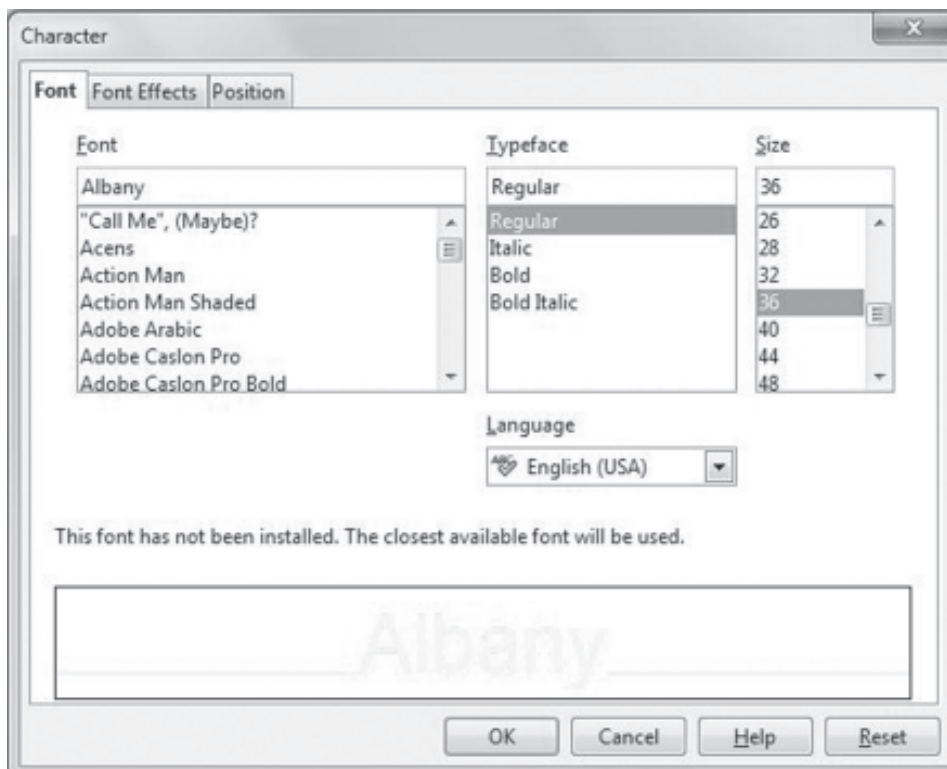 Character
Font Font Effects Position
Font Typeface Size
Albany Regular 36
"Call Me", (Maybe)? Regular 26
Acens Italic 28
Action Man Bold 32
Action Man Shaded Bold Italic 36
Adobe Arabic 40
Adobe Caslon Pro 44
Adobe Caslon Pro Bold 48
Language
English (USA)
This font has not been installed. The closest available font will be used.
Albany
OK Cancel Help Reset